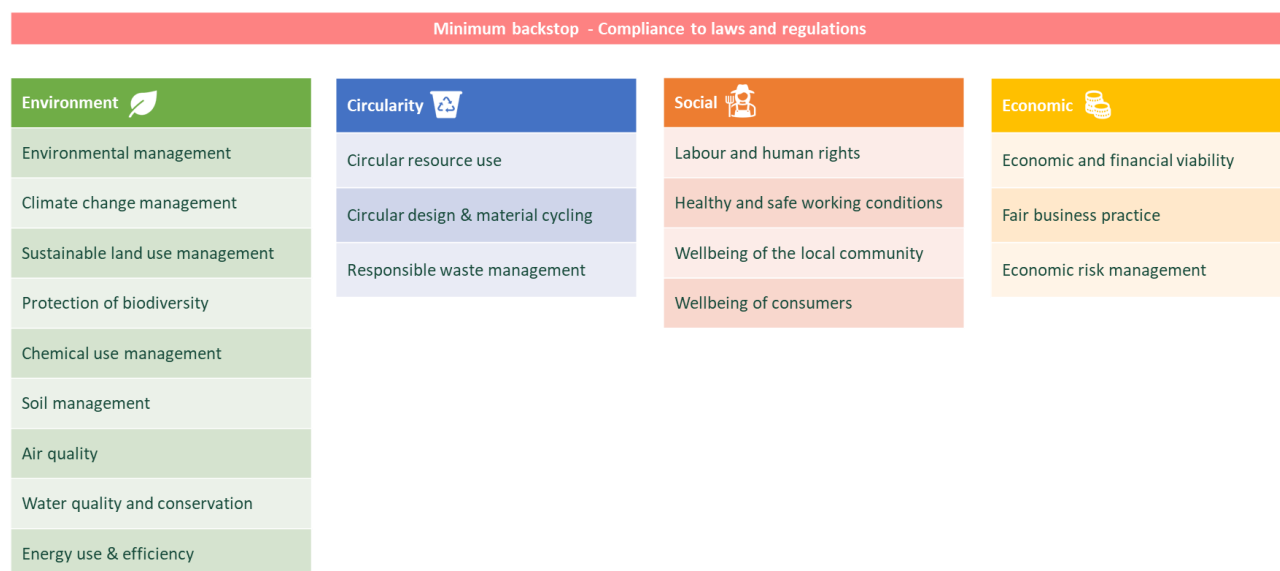 Minimum backstop - Compliance to laws and regulations
Environment
Environmental management
Climate change management
Sustainable land use management
Protection of biodiversity
Chemical use management
Soil management
Air quality
Water quality and conservation
Energy use & efficiency
Circularity
Circular resource use
Circular design & material cycling
Responsible waste management
Social
Labour and human rights
Healthy and safe working conditions
Wellbeing of the local community
Wellbeing of consumers
Economic
Economic and financial viability
Fair business practice
Economic risk management